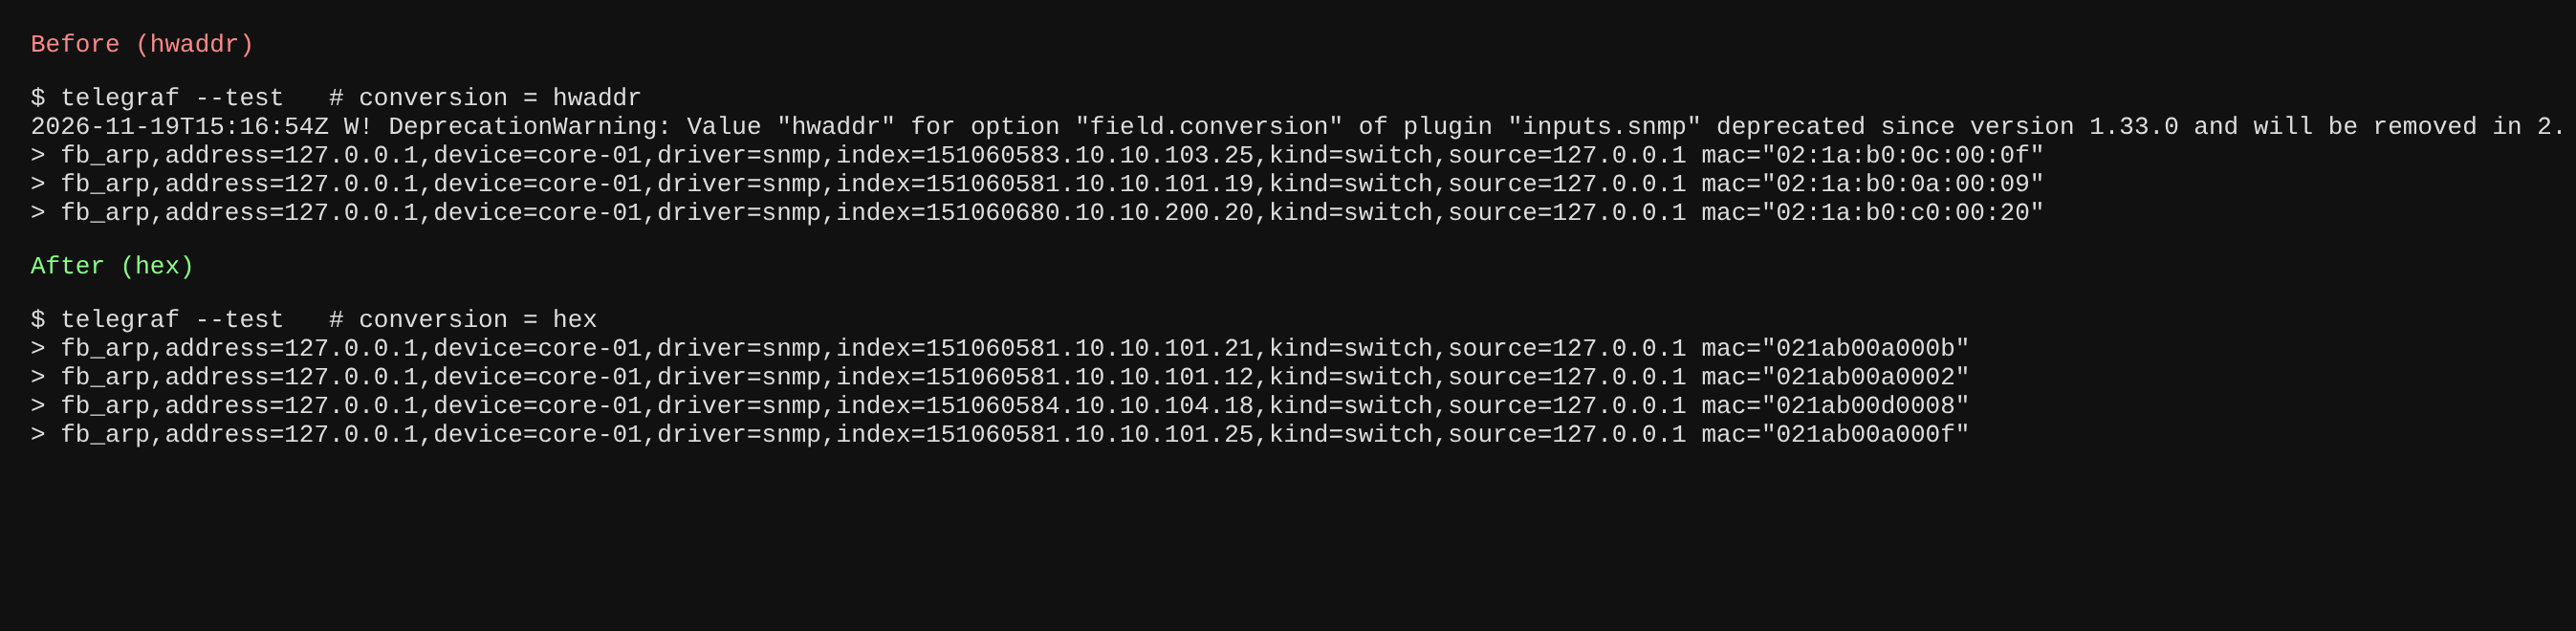 Before (hwaddr)
$ telegraf --test   # conversion = hwaddr
2026-11-19T15:16:54Z W! DeprecationWarning: Value "hwaddr" for option "field.conversion" of plugin "inputs.snmp" deprecated since version 1.33.0 and will be removed in 2.
> fb_arp,address=127.0.0.1,device=core-01,driver=snmp,index=151060583.10.10.103.25,kind=switch,source=127.0.0.1 mac="02:1a:b0:0c:00:0f"
> fb_arp,address=127.0.0.1,device=core-01,driver=snmp,index=151060581.10.10.101.19,kind=switch,source=127.0.0.1 mac="02:1a:b0:0a:00:09"
> fb_arp,address=127.0.0.1,device=core-01,driver=snmp,index=151060680.10.10.200.20,kind=switch,source=127.0.0.1 mac="02:1a:b0:c0:00:20"
After (hex)
$ telegraf --test   # conversion = hex
> fb_arp,address=127.0.0.1,device=core-01,driver=snmp,index=151060581.10.10.101.21,kind=switch,source=127.0.0.1 mac="021ab00a000b"
> fb_arp,address=127.0.0.1,device=core-01,driver=snmp,index=151060581.10.10.101.12,kind=switch,source=127.0.0.1 mac="021ab00a0002"
> fb_arp,address=127.0.0.1,device=core-01,driver=snmp,index=151060584.10.10.104.18,kind=switch,source=127.0.0.1 mac="021ab00d0008"
> fb_arp,address=127.0.0.1,device=core-01,driver=snmp,index=151060581.10.10.101.25,kind=switch,source=127.0.0.1 mac="021ab00a000f"